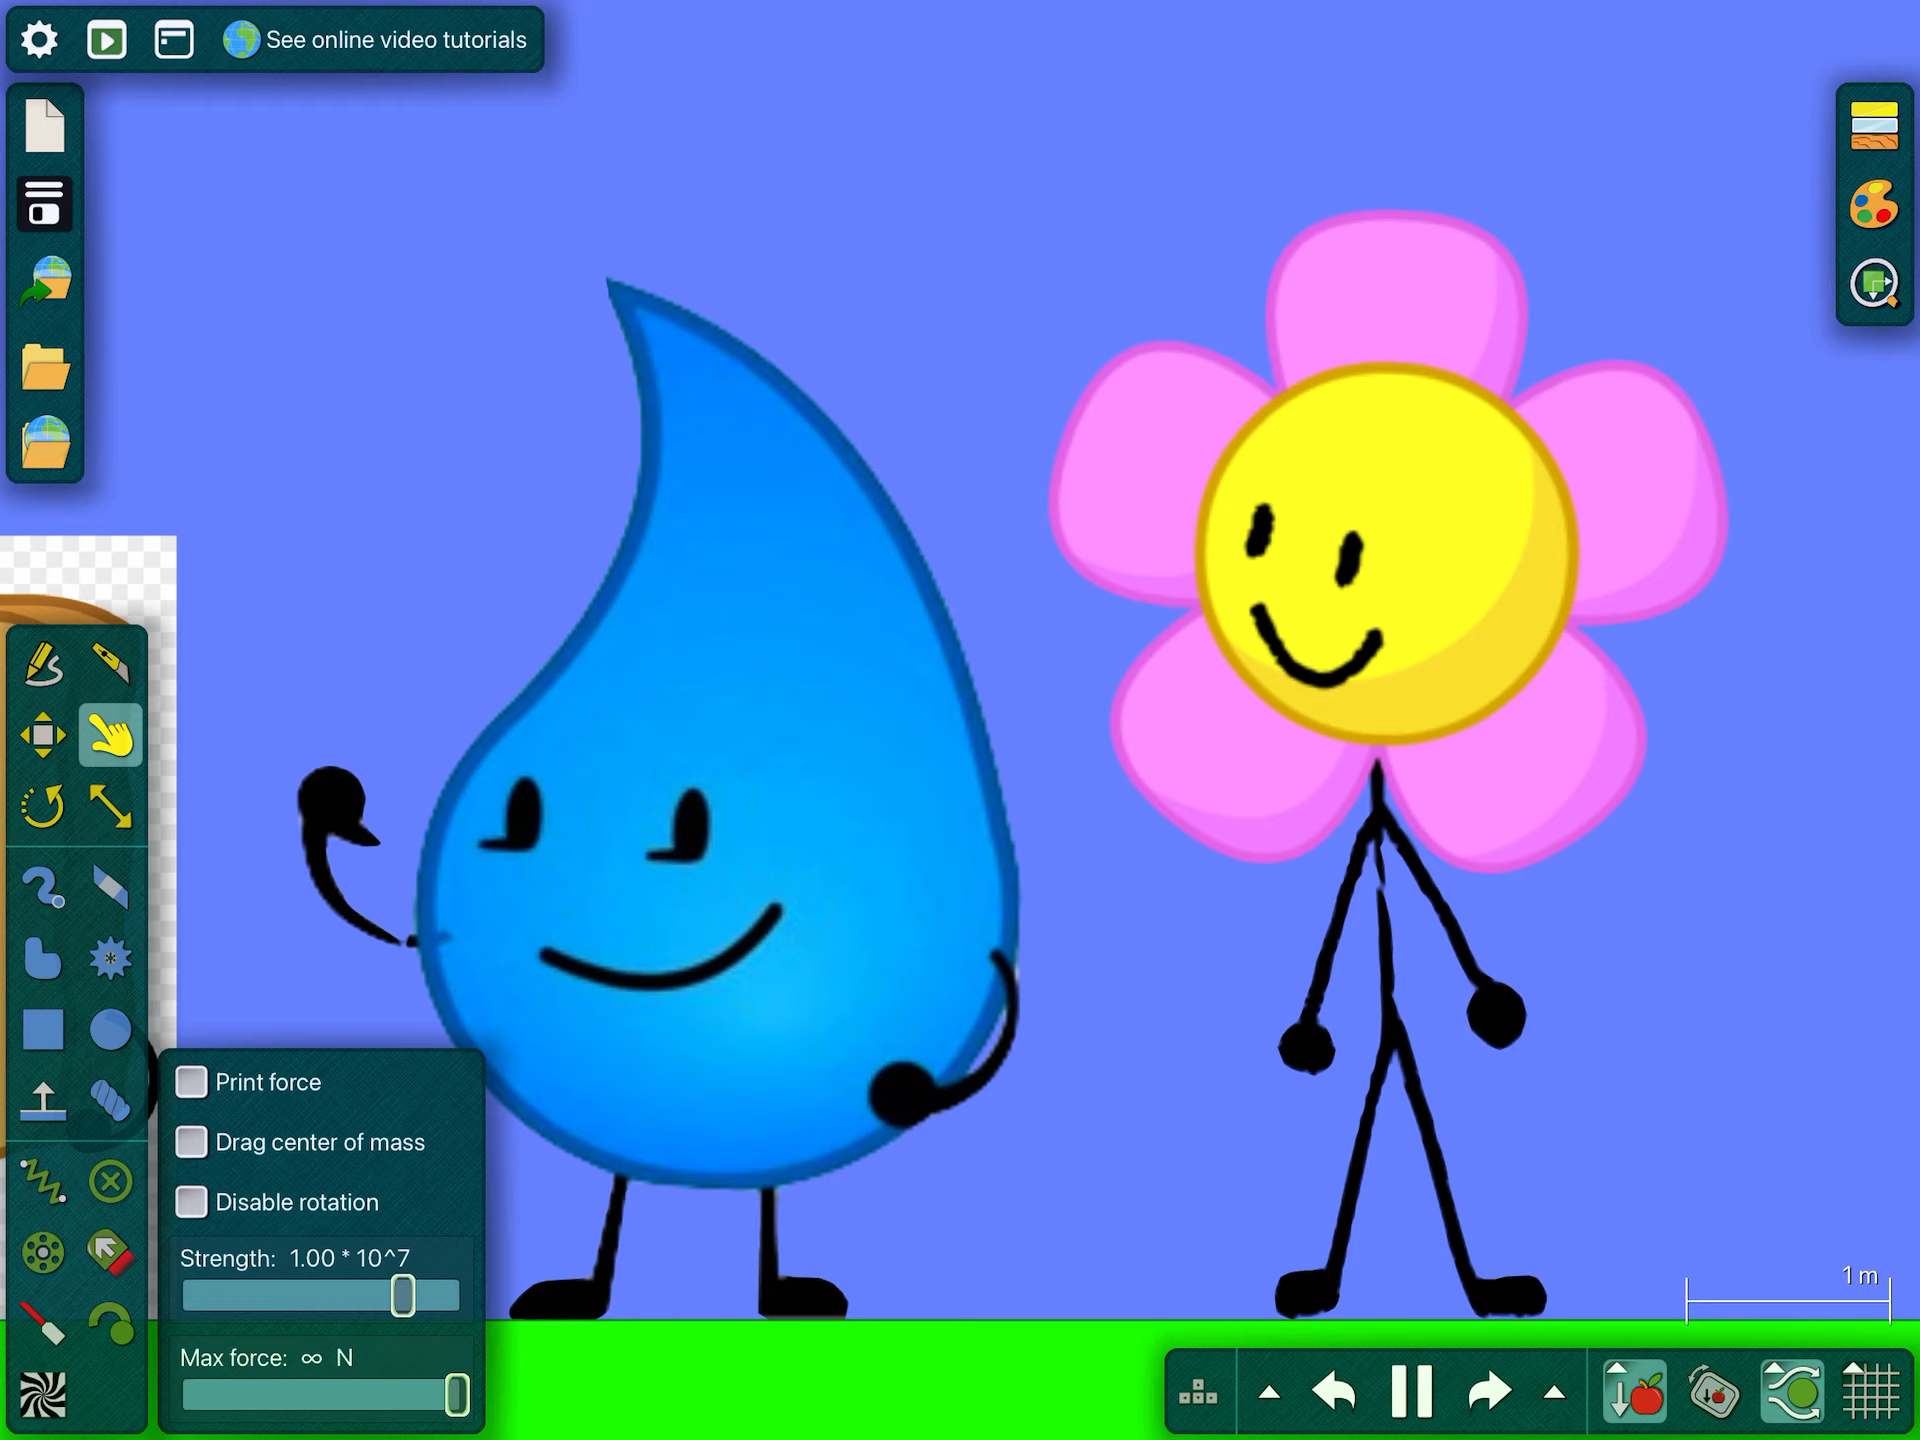 See online video tutorials
Print force
Drag center of mass
Disable rotation
Strength: 1.00 * 10^7
Max force: ∞ N
1 m